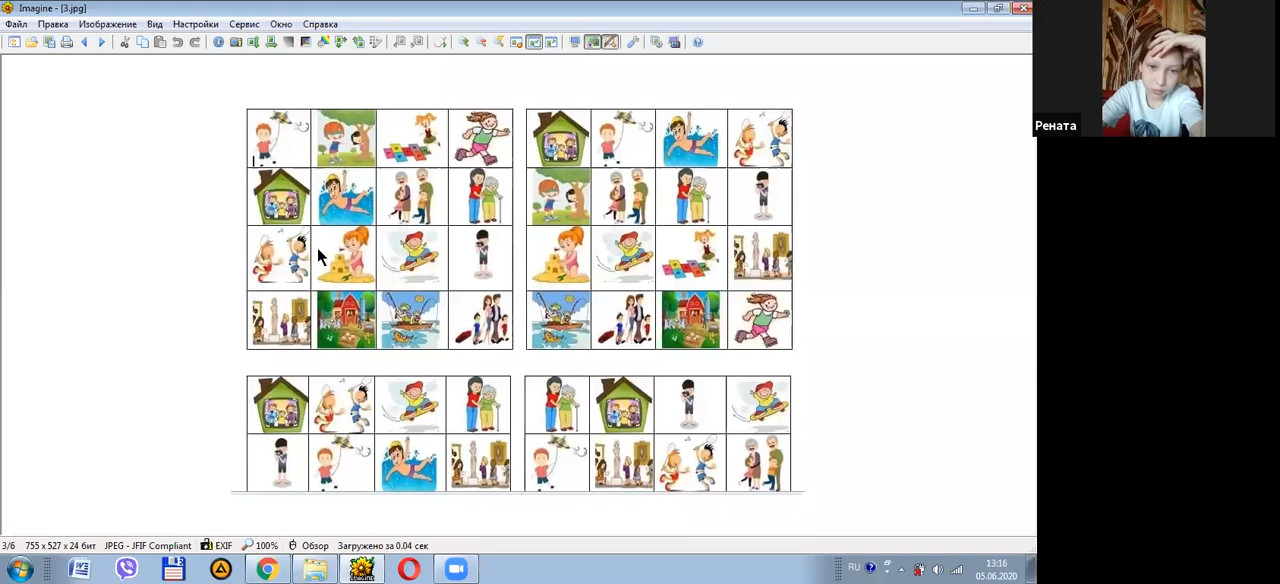 Imagine - [3.jpg]
Файл Правка Изображение Вид Настройки Сервис Окно Справка
Рената
3/6 755 x 527 x 24 бит JPEG - JFIF Compliant EXIF 100% Обзор Загружено за 0.04 сек
RU 13:16
05.06.2020